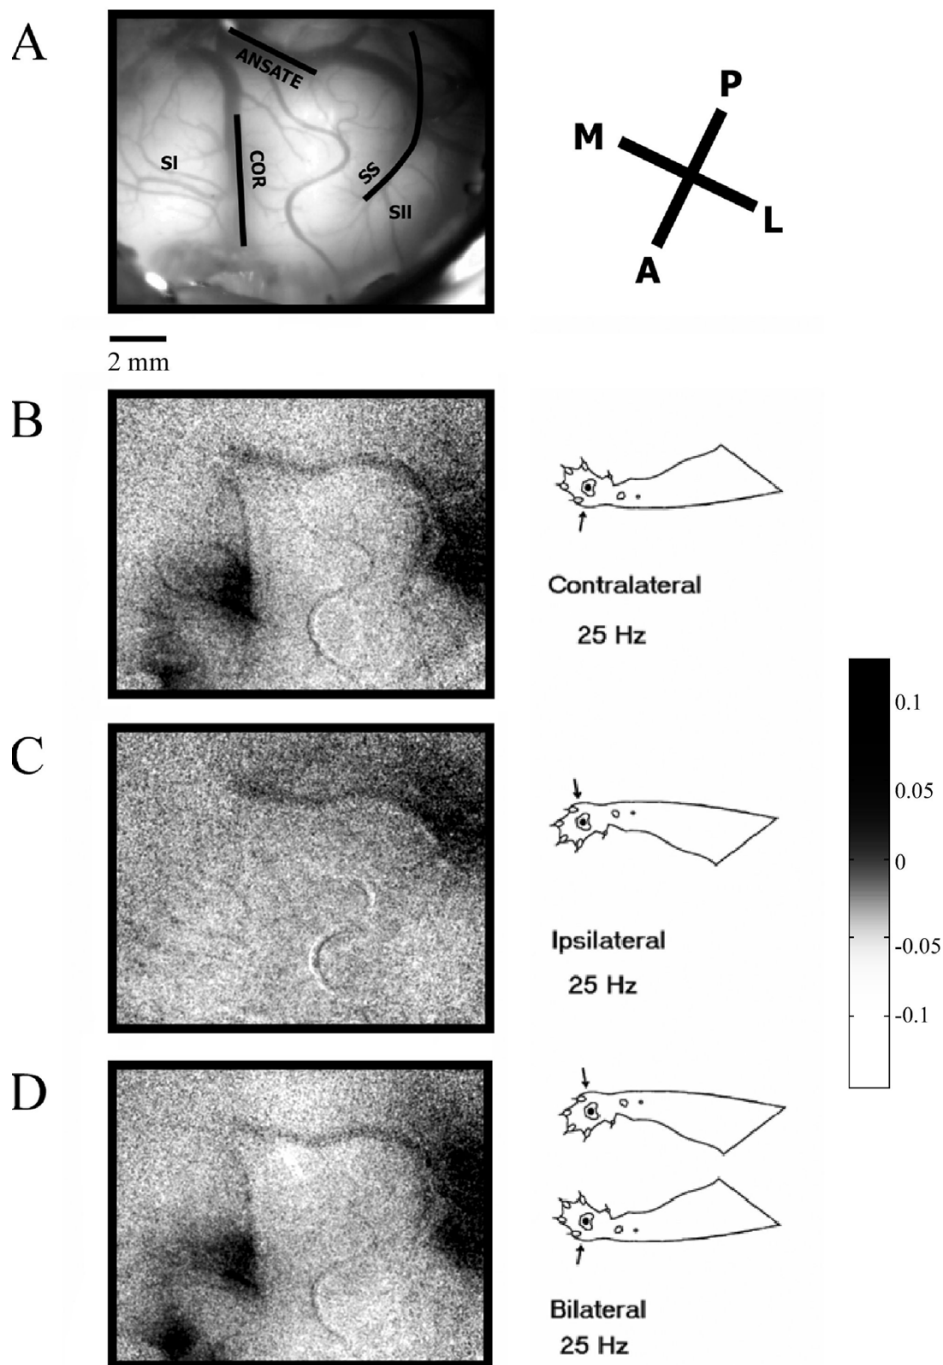 A
ANSATE
SI
COR
SS
SII
P
M
L
A
2 mm
B
Contralateral
25 Hz
0.1
0.05
0
-0.05
-0.1
C
Ipsilateral
25 Hz
D
Bilateral
25 Hz